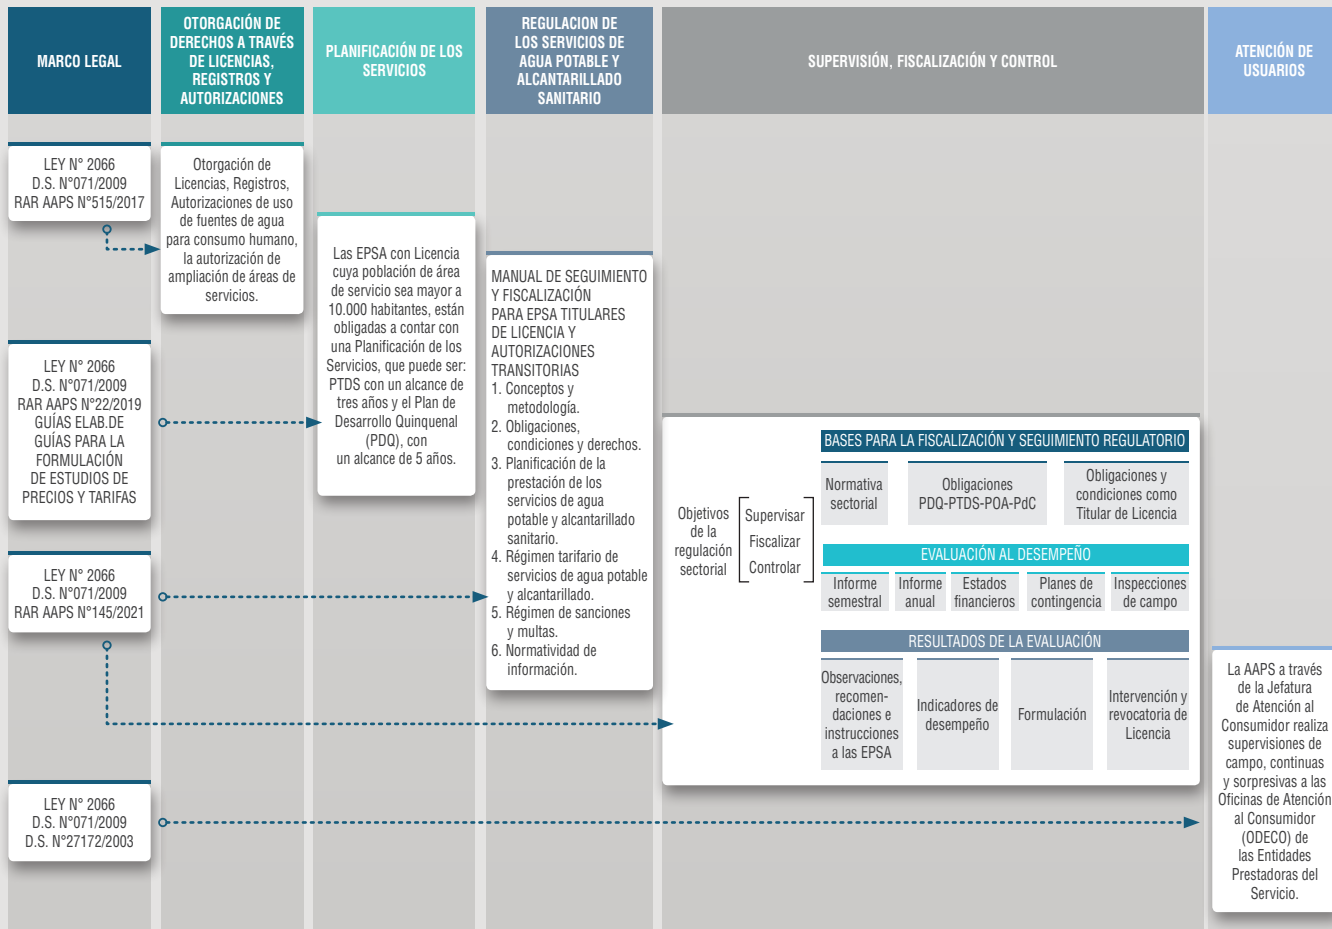 MARCO LEGAL
OTORGACIÓN DE
DERECHOS A TRAVÉS
DE LICENCIAS,
REGISTROS Y
AUTORIZACIONES
PLANIFICACIÓN DE LOS
SERVICIOS
REGULACION DE
LOS SERVICIOS DE
AGUA POTABLE Y
ALCANTARILLADO
SANITARIO
SUPERVISIÓN, FISCALIZACIÓN Y CONTROL
ATENCIÓN DE
USUARIOS
LEY N° 2066
D.S. N°071/2009
RAR AAPS N°515/2017
Otorgación de
Licencias, Registros,
Autorizaciones de uso
de fuentes de agua
para consumo humano,
la autorización de
ampliación de áreas de
servicios.
LEY N° 2066
D.S. N°071/2009
RAR AAPS N°22/2019
GUÍAS ELAB.DE
GUÍAS PARA LA
FORMULACIÓN
DE ESTUDIOS DE
PRECIOS Y TARIFAS
Las EPSA con Licencia
cuya población de área
de servicio sea mayor a
10.000 habitantes, están
obligadas a contar con
una Planificación de los
Servicios, que puede ser:
PTDS con un alcance de
tres años y el Plan de
Desarrollo Quinquenal
(PDQ), con
un alcance de 5 años.
LEY N° 2066
D.S. N°071/2009
RAR AAPS N°145/2021
MANUAL DE SEGUIMIENTO
Y FISCALIZACIÓN
PARA EPSA TITULARES
DE LICENCIA Y
AUTORIZACIONES
TRANSITORIAS
1. Conceptos y
metodología.
2. Obligaciones,
condiciones y derechos.
3. Planificación de la
prestación de los
servicios de agua
potable y alcantarillado
sanitario.
4. Régimen tarifario de
servicios de agua potable
y alcantarillado.
5. Régimen de sanciones
y multas.
6. Normatividad de
información.
Objetivos
de la
regulación
sectorial
Supervisar
Fiscalizar
Controlar
BASES PARA LA FISCALIZACIÓN Y SEGUIMIENTO REGULATORIO
Normativa
sectorial
Obligaciones
PDQ-PTDS-POA-PdC
Obligaciones y
condiciones como
Titular de Licencia
EVALUACIÓN AL DESEMPEÑO
Informe
semestral
Informe
anual
Estados
financieros
Planes de
contingencia
Inspecciones
de campo
RESULTADOS DE LA EVALUACIÓN
Observaciones,
recomen-
daciones e
instrucciones
a las EPSA
Indicadores de
desempeño
Formulación
Intervención y
revocatoria de
Licencia
LEY N° 2066
D.S. N°071/2009
D.S. N°27172/2003
La AAPS a través
de la Jefatura
de Atención al
Consumidor realiza
supervisiones de
campo, continuas
y sorpresivas a las
Oficinas de Atención
al Consumidor
(ODECO) de
las Entidades
Prestadoras del
Servicio.